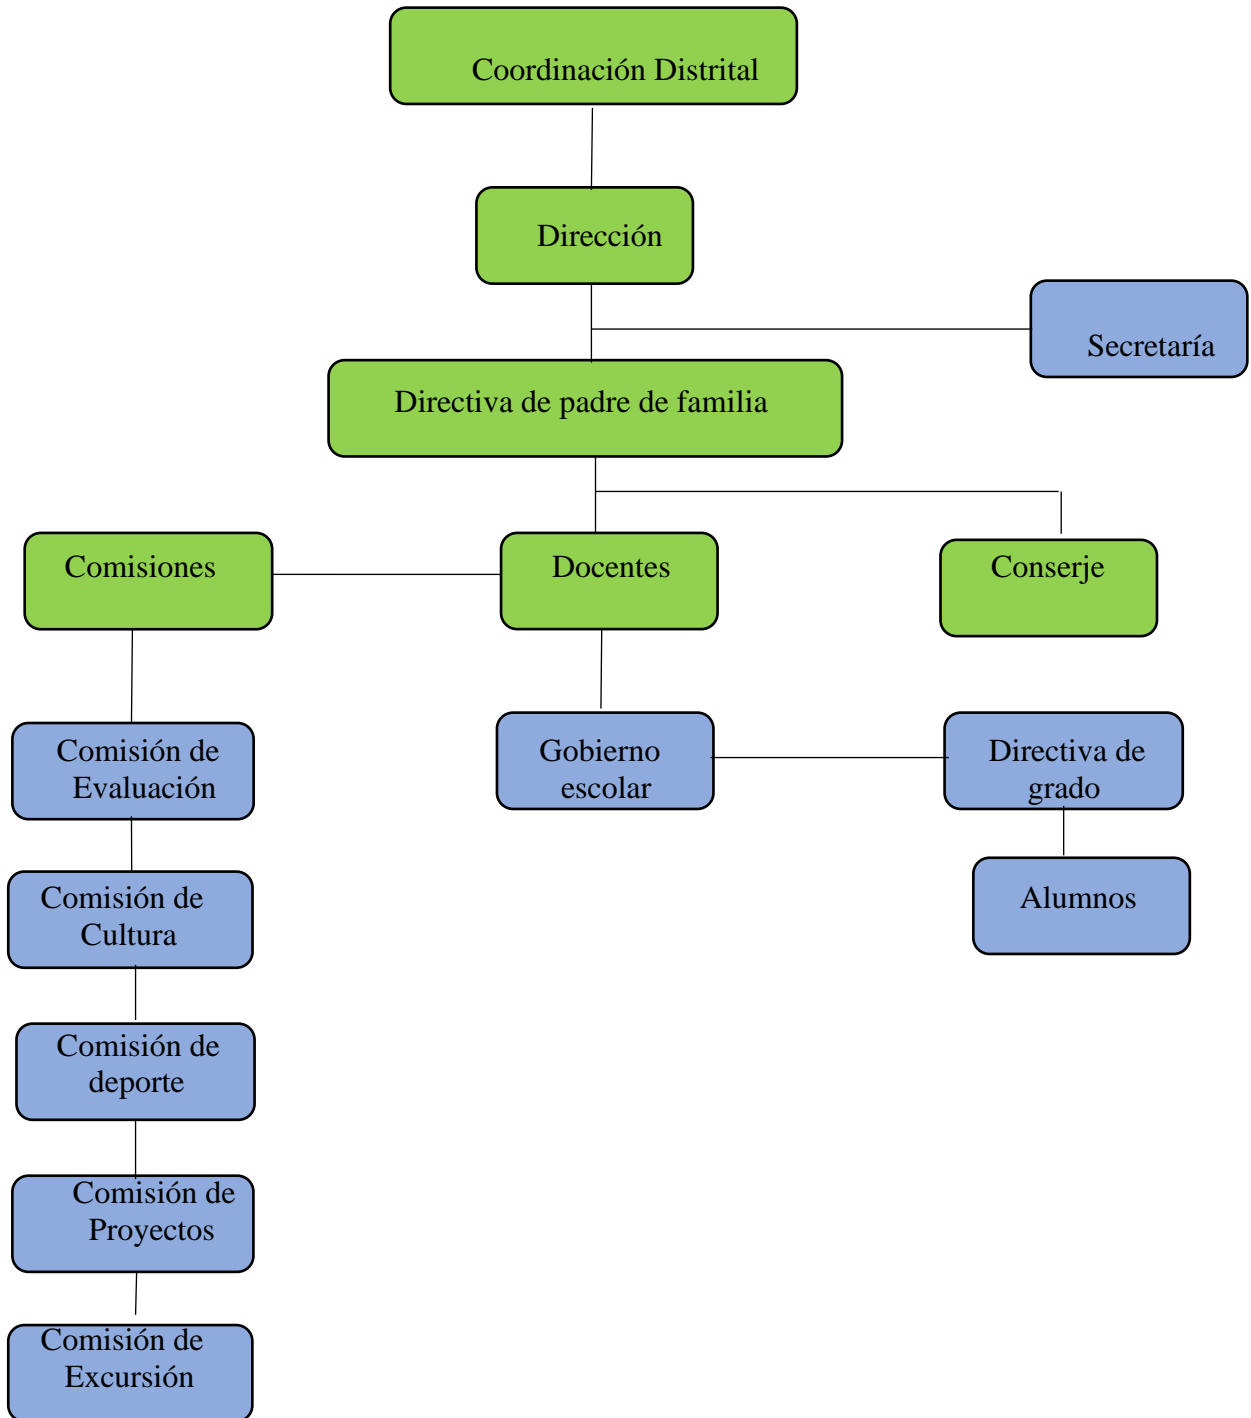 Coordinación Distrital
Dirección
Secretaría
Directiva de padre de familia
Comisiones
Docentes
Conserje
Comisión de
Evaluación
Gobierno
escolar
Directiva de
grado
Comisión de
Cultura
Alumnos
Comisión de
deporte
Comisión de
Proyectos
Comisión de
Excursión